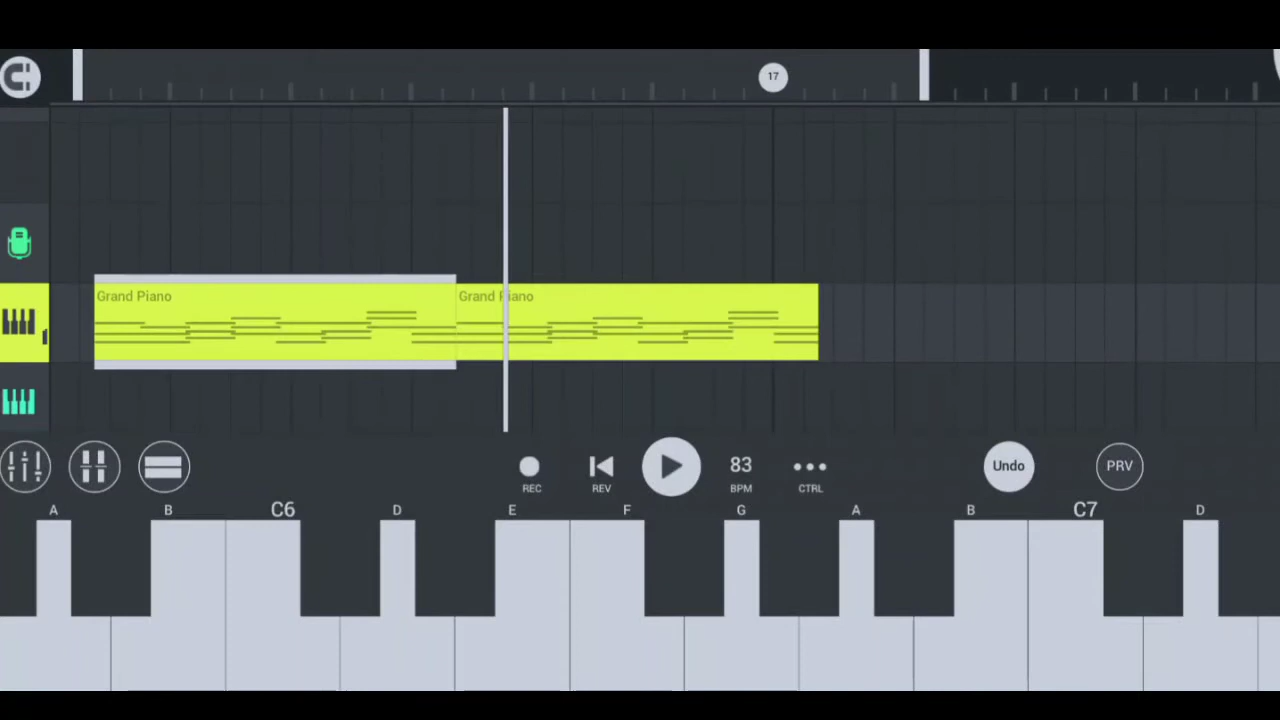 17
Grand Piano
Grand Piano
REC
REV
83
BPM
CTRL
Undo
PRV
A
B
C6
D
E
F
G
A
B
C7
D